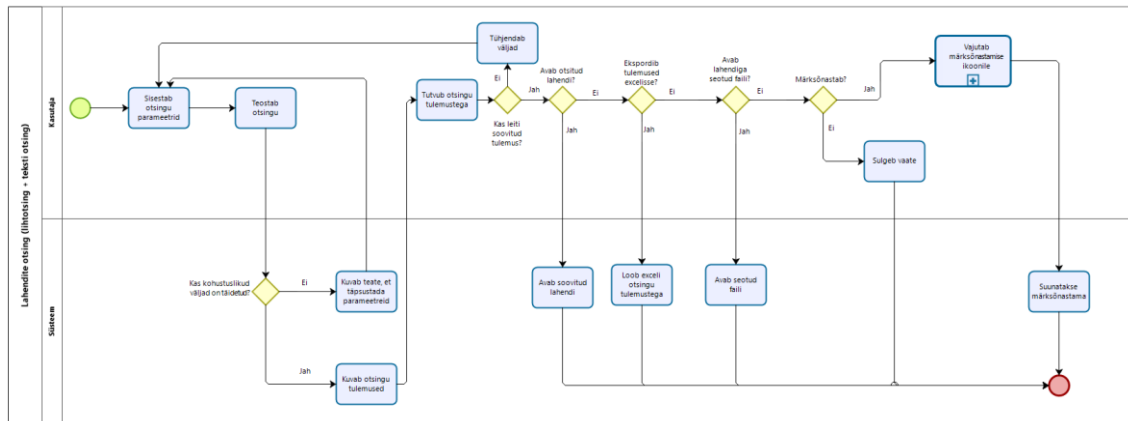 Lahendite otsing (lihtotsing + teksti otsing)
Kasutaja
Süsteem
Sisestab
otsingu
parameetrid
Teostab
otsingu
Kas kohustuslikud
väljad on täidetud?
Ei
Kuvab teate, et
täpsustada
parameetreid
Jah
Kuvab otsingu
tulemused
Tutvub otsingu
tulemustega
Tühjendab
väljad
Ei
Kas leiti
soovitud
tulemus?
Jah
Avab otsitud
lahendi?
Ei
Jah
Avab soovitud
lahendi
Ekspordib
tulemused
excelisse?
Ei
Jah
Loob exceli
otsingu
tulemustega
Avab
lahendiga
seotud faili?
Ei
Jah
Avab seotud
faili
Märksõnastab?
Jah
Ei
Sulgeb vaate
Vajutab
märksõnastamise
ikoonile
Suunatakse
märksõnastama